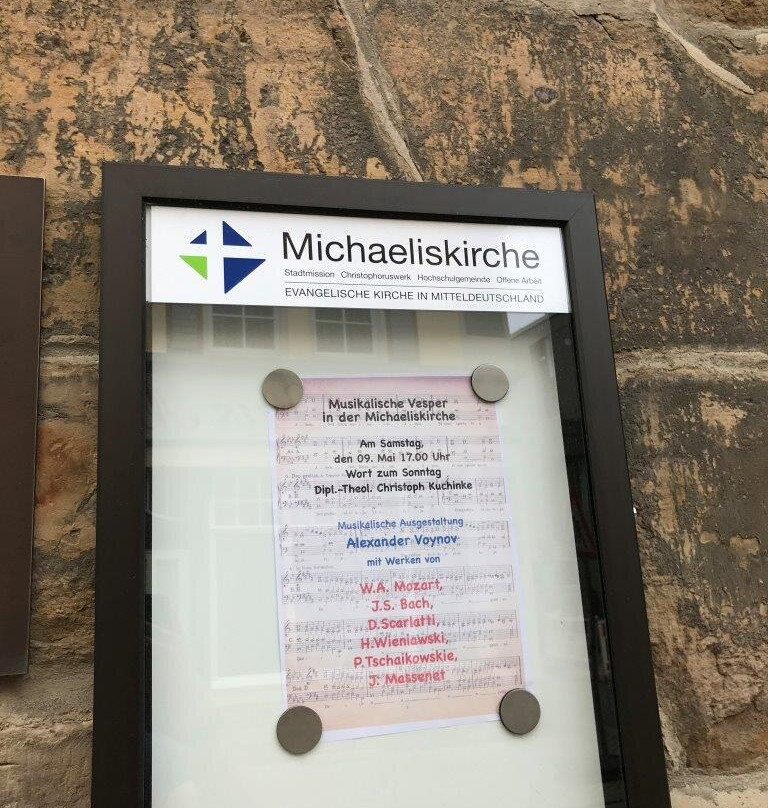 Michaeliskirche
Stadtmission Christophoruswerk Hochschulgemeinde Offene Arbeit
EVANGELISCHE KIRCHE IN MITTELDEUTSCHLAND
Musikalische Vesper
in der Michaeliskirche
Am Samstag,
den 09. Mai 17.00 Uhr
Wort zum Sonntag
Dipl.-Theol. Christoph Kuchinke
Musikalische Ausgestaltung
Alexander Voynov
mit Werken von
W.A. Mozart,
J.S. Bach,
D.Scarlatti,
H.Wieniawski,
P.Tschaikowskie,
J. Massenet